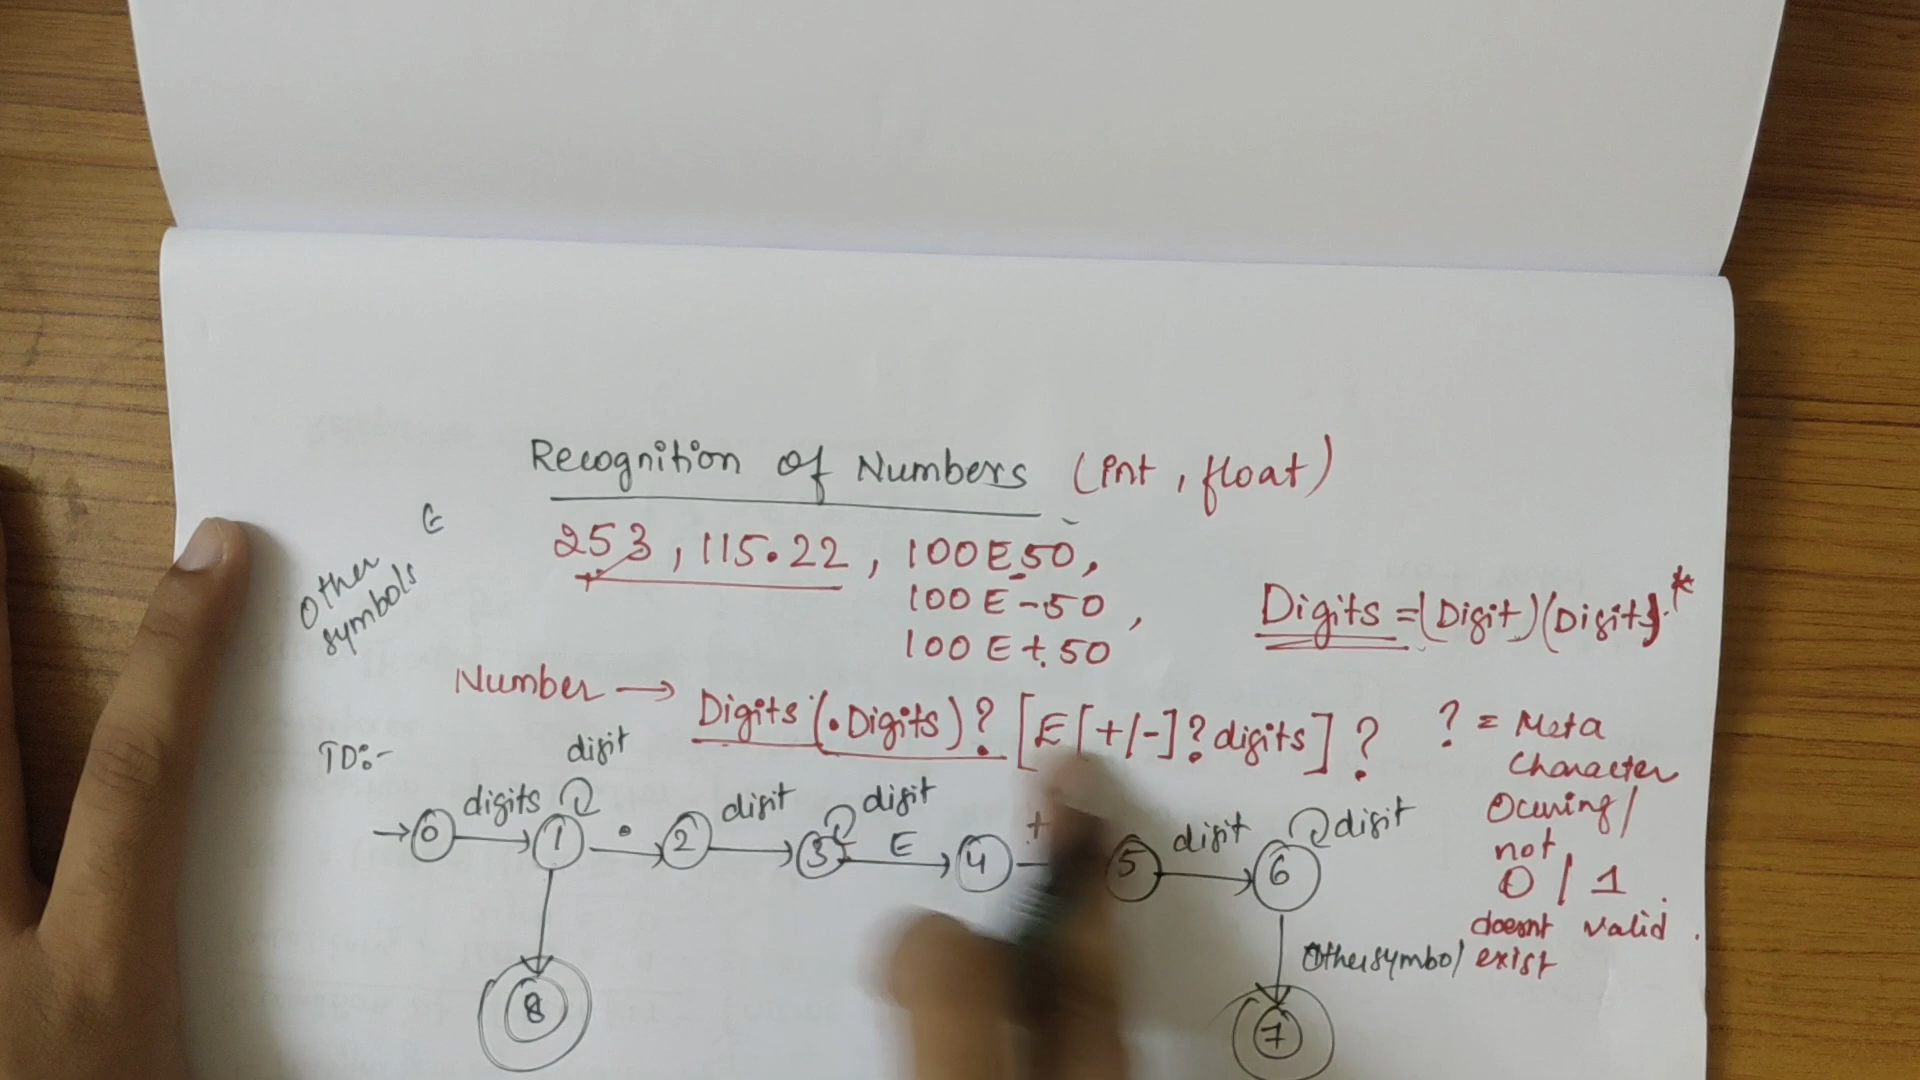 Recognition of Numbers (int, float)
253, 115.22, 100E50,
100E-50,
100E+50
Other
symbols
Digits = (Digit)(Digit)*
Number → Digits(.Digits)? [E[+/-]?digits]?
? = Meta
Character
Ocuring/
not
0 / 1
doesnt valid.
exist
TD:-
digits digit . digit digit E + digit digit
0 1 2 3 4 5 6
Othersymbol
8 7